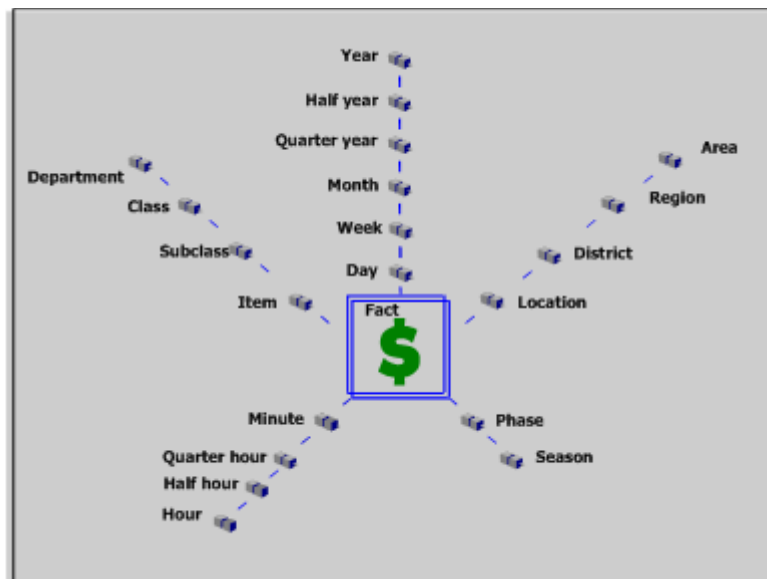 Year
Half year
Quarter year
Month
Week
Day
Department
Class
Subclass
Item
Area
Region
District
Location
Fact
$
Minute
Quarter hour
Half hour
Hour
Phase
Season